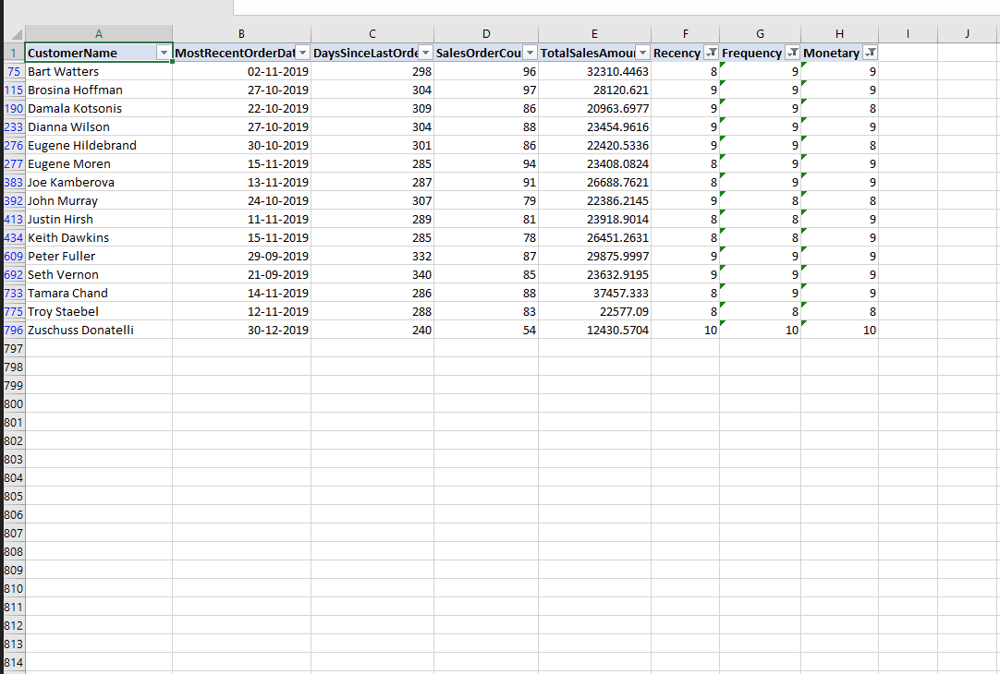 A B C D E F G H I J
1 CustomerName MostRecentOrderDat DaysSinceLastOrde SalesOrderCou TotalSalesAmou Recency Frequency Monetary
75 Bart Watters 02-11-2019 298 96 32310.4463 8 9 9
115 Brosina Hoffman 27-10-2019 304 97 28120.621 9 9 9
190 Damala Kotsonis 22-10-2019 309 86 20963.6977 9 9 8
233 Dianna Wilson 27-10-2019 304 88 23454.9616 9 9 9
276 Eugene Hildebrand 30-10-2019 301 86 22420.5336 9 9 8
277 Eugene Moren 15-11-2019 285 94 23408.0824 8 9 9
383 Joe Kamberova 13-11-2019 287 91 26688.7621 8 9 9
392 John Murray 24-10-2019 307 79 22386.2145 9 8 8
413 Justin Hirsh 11-11-2019 289 81 23918.9014 8 8 9
434 Keith Dawkins 15-11-2019 285 78 26451.2631 8 8 9
609 Peter Fuller 29-09-2019 332 87 29875.9997 9 9 9
692 Seth Vernon 21-09-2019 340 85 23632.9195 9 9 9
733 Tamara Chand 14-11-2019 286 88 37457.333 8 9 9
775 Troy Staebel 12-11-2019 288 83 22577.09 8 8 8
796 Zuschuss Donatelli 30-12-2019 240 54 12430.5704 10 10 10
797
798
799
800
801
802
803
804
805
806
807
808
809
810
811
812
813
814